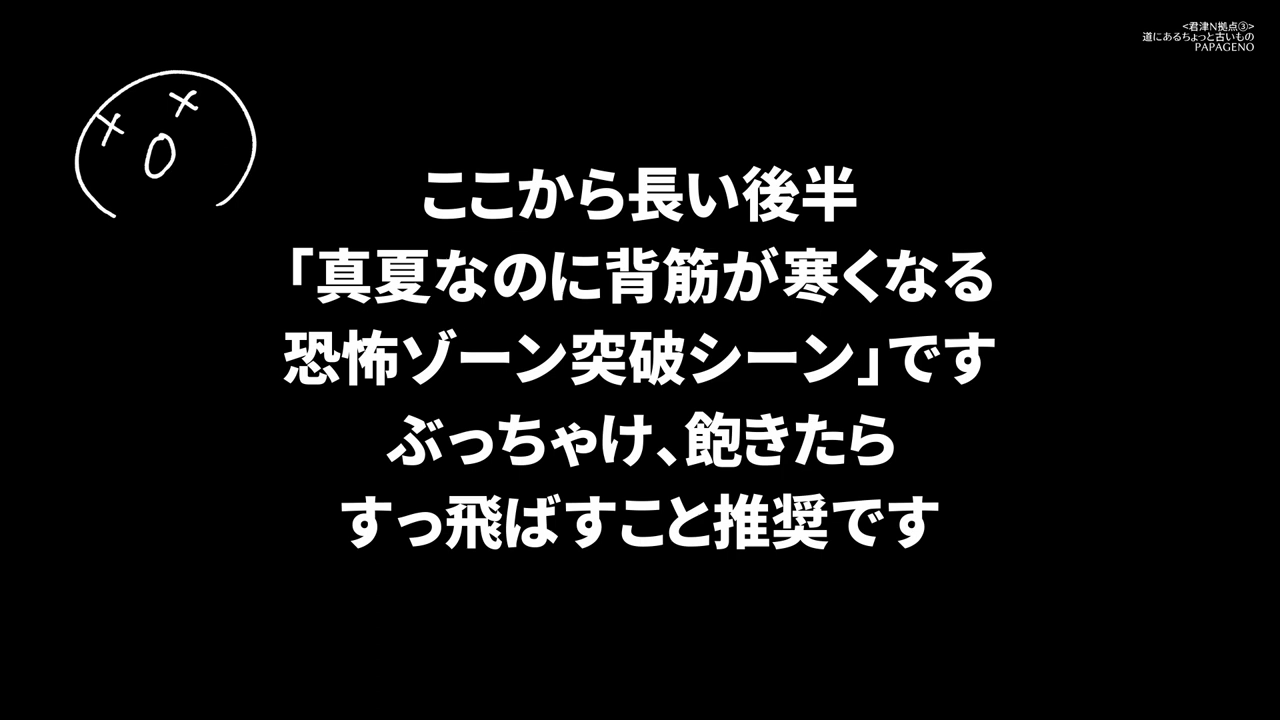 <君津N拠点③>
道にあるちょっと古いもの
PAPAGENO
ここから長い後半
「真夏なのに背筋が寒くなる
恐怖ゾーン突破シーン」です
ぶっちゃけ、飽きたら
すっ飛ばすこと推奨です